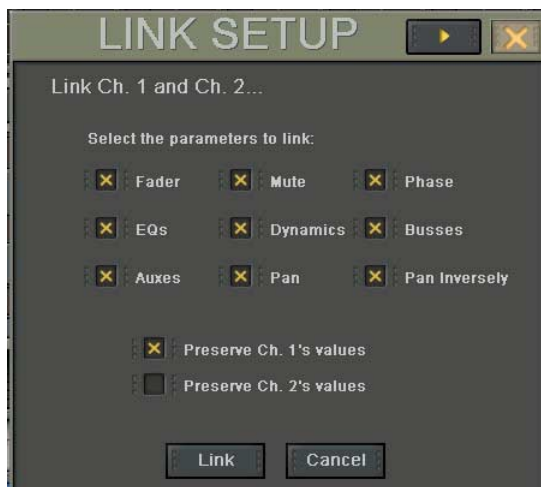 LINK SETUP
Link Ch. 1 and Ch. 2...
Select the parameters to link:
Fader Mute Phase
EQs Dynamics Busses
Auxes Pan Pan Inversely
Preserve Ch. 1's values
Preserve Ch. 2's values
Link Cancel